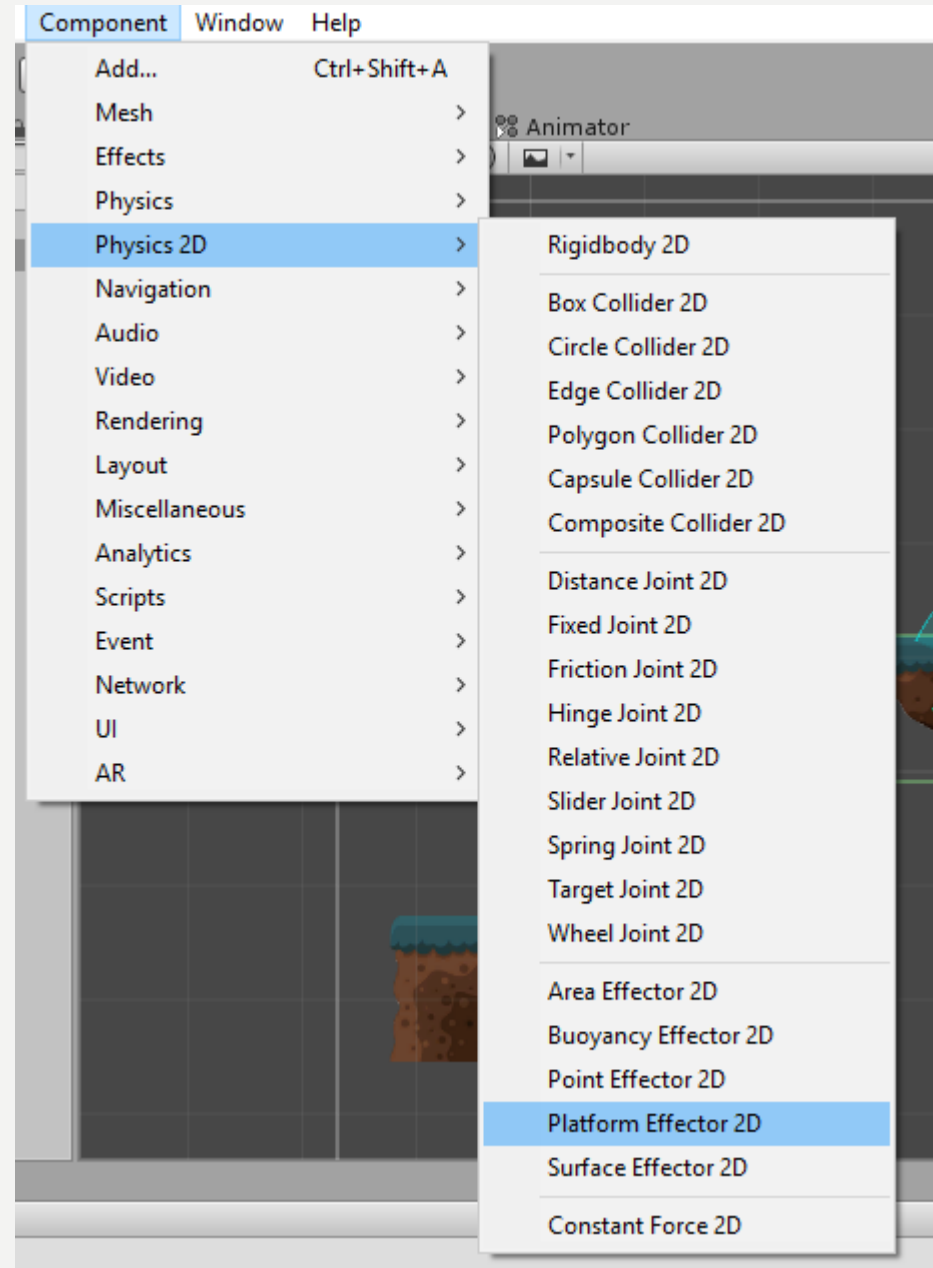 Component Window Help
Add... Ctrl+Shift+A
Mesh
Effects
Physics
Physics 2D
Navigation
Audio
Video
Rendering
Layout
Miscellaneous
Analytics
Scripts
Event
Network
UI
AR
Animator
Rigidbody 2D
Box Collider 2D
Circle Collider 2D
Edge Collider 2D
Polygon Collider 2D
Capsule Collider 2D
Composite Collider 2D
Distance Joint 2D
Fixed Joint 2D
Friction Joint 2D
Hinge Joint 2D
Relative Joint 2D
Slider Joint 2D
Spring Joint 2D
Target Joint 2D
Wheel Joint 2D
Area Effector 2D
Buoyancy Effector 2D
Point Effector 2D
Platform Effector 2D
Surface Effector 2D
Constant Force 2D